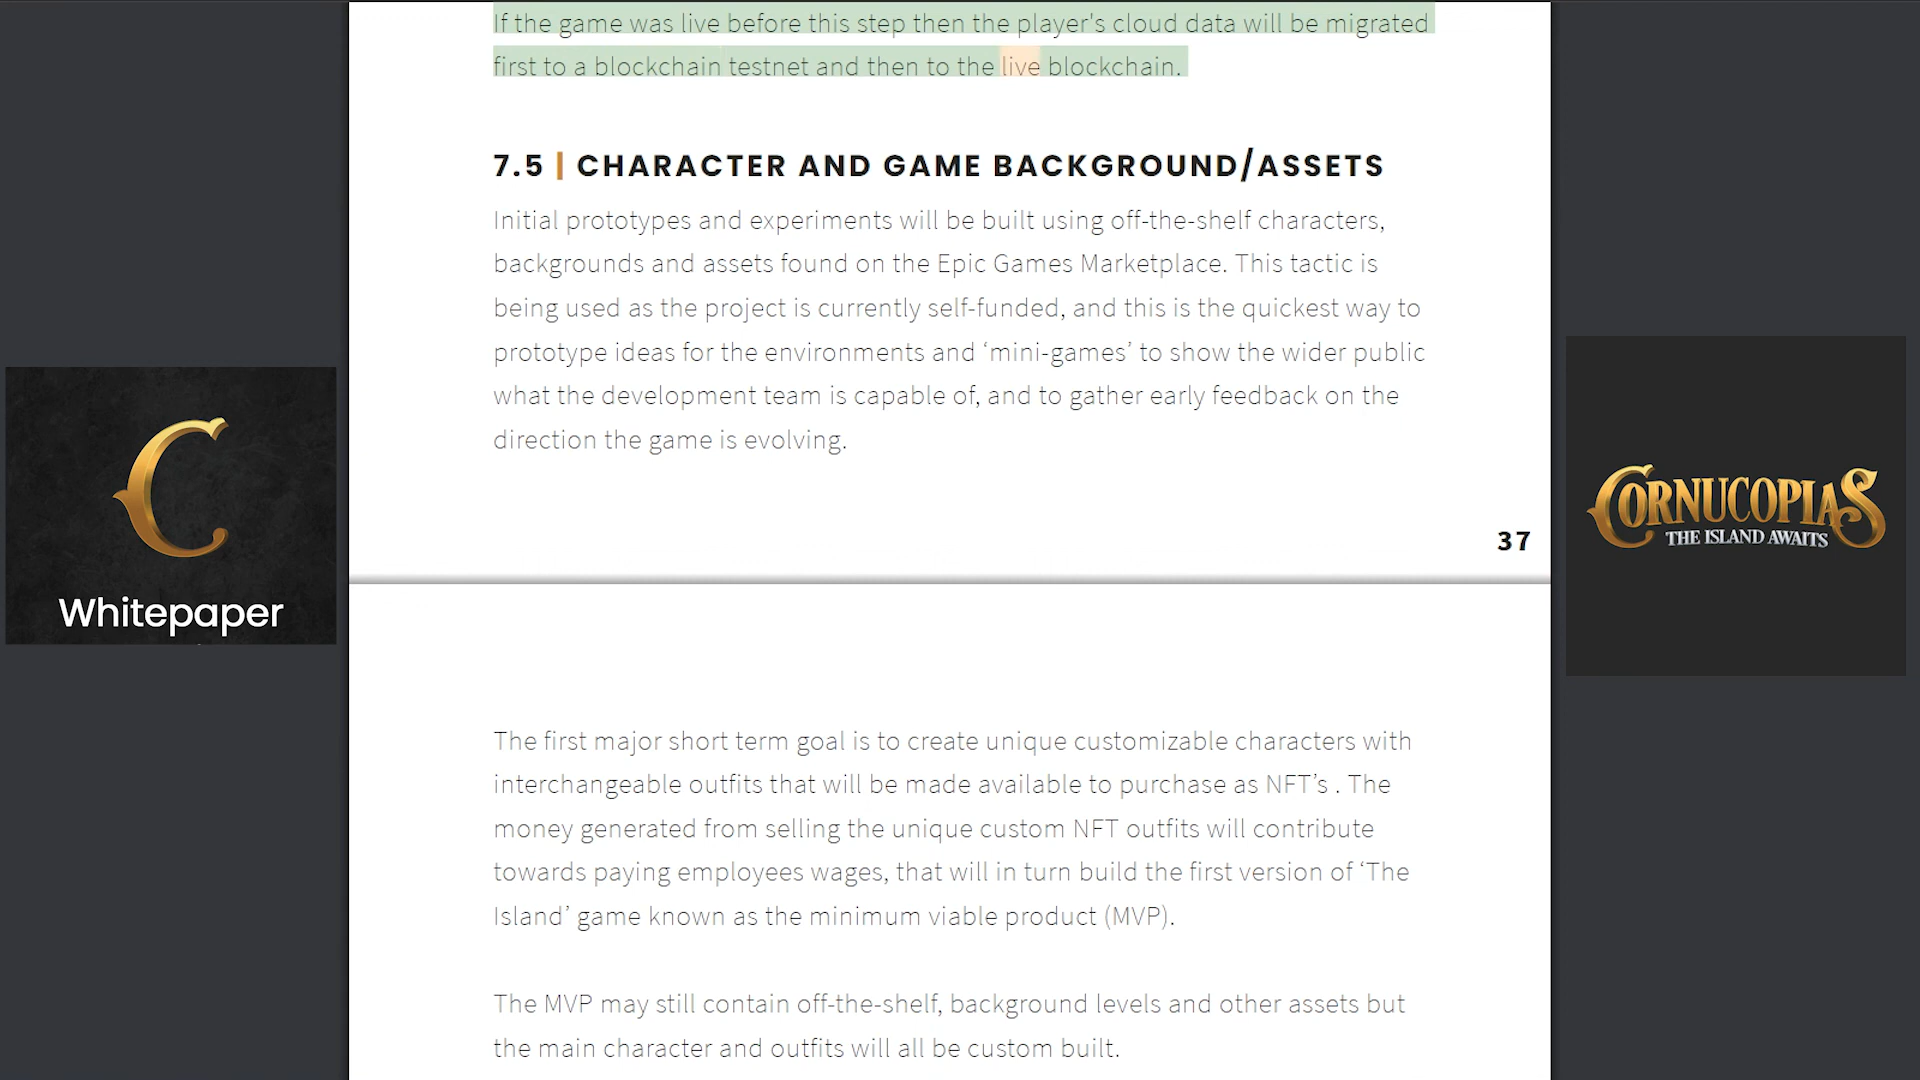 If the game was live before this step then the player's cloud data will be migrated
first to a blockchain testnet and then to the live blockchain.
7.5 | CHARACTER AND GAME BACKGROUND/ASSETS
Initial prototypes and experiments will be built using off-the-shelf characters,
backgrounds and assets found on the Epic Games Marketplace. This tactic is
being used as the project is currently self-funded, and this is the quickest way to
prototype ideas for the environments and ‘mini-games’ to show the wider public
what the development team is capable of, and to gather early feedback on the
direction the game is evolving.
37
The first major short term goal is to create unique customizable characters with
interchangeable outfits that will be made available to purchase as NFT’s . The
money generated from selling the unique custom NFT outfits will contribute
towards paying employees wages, that will in turn build the first version of ‘The
Island’ game known as the minimum viable product (MVP).
The MVP may still contain off-the-shelf, background levels and other assets but
the main character and outfits will all be custom built.
C
Whitepaper
CORNUCOPIAS
THE ISLAND AWAITS